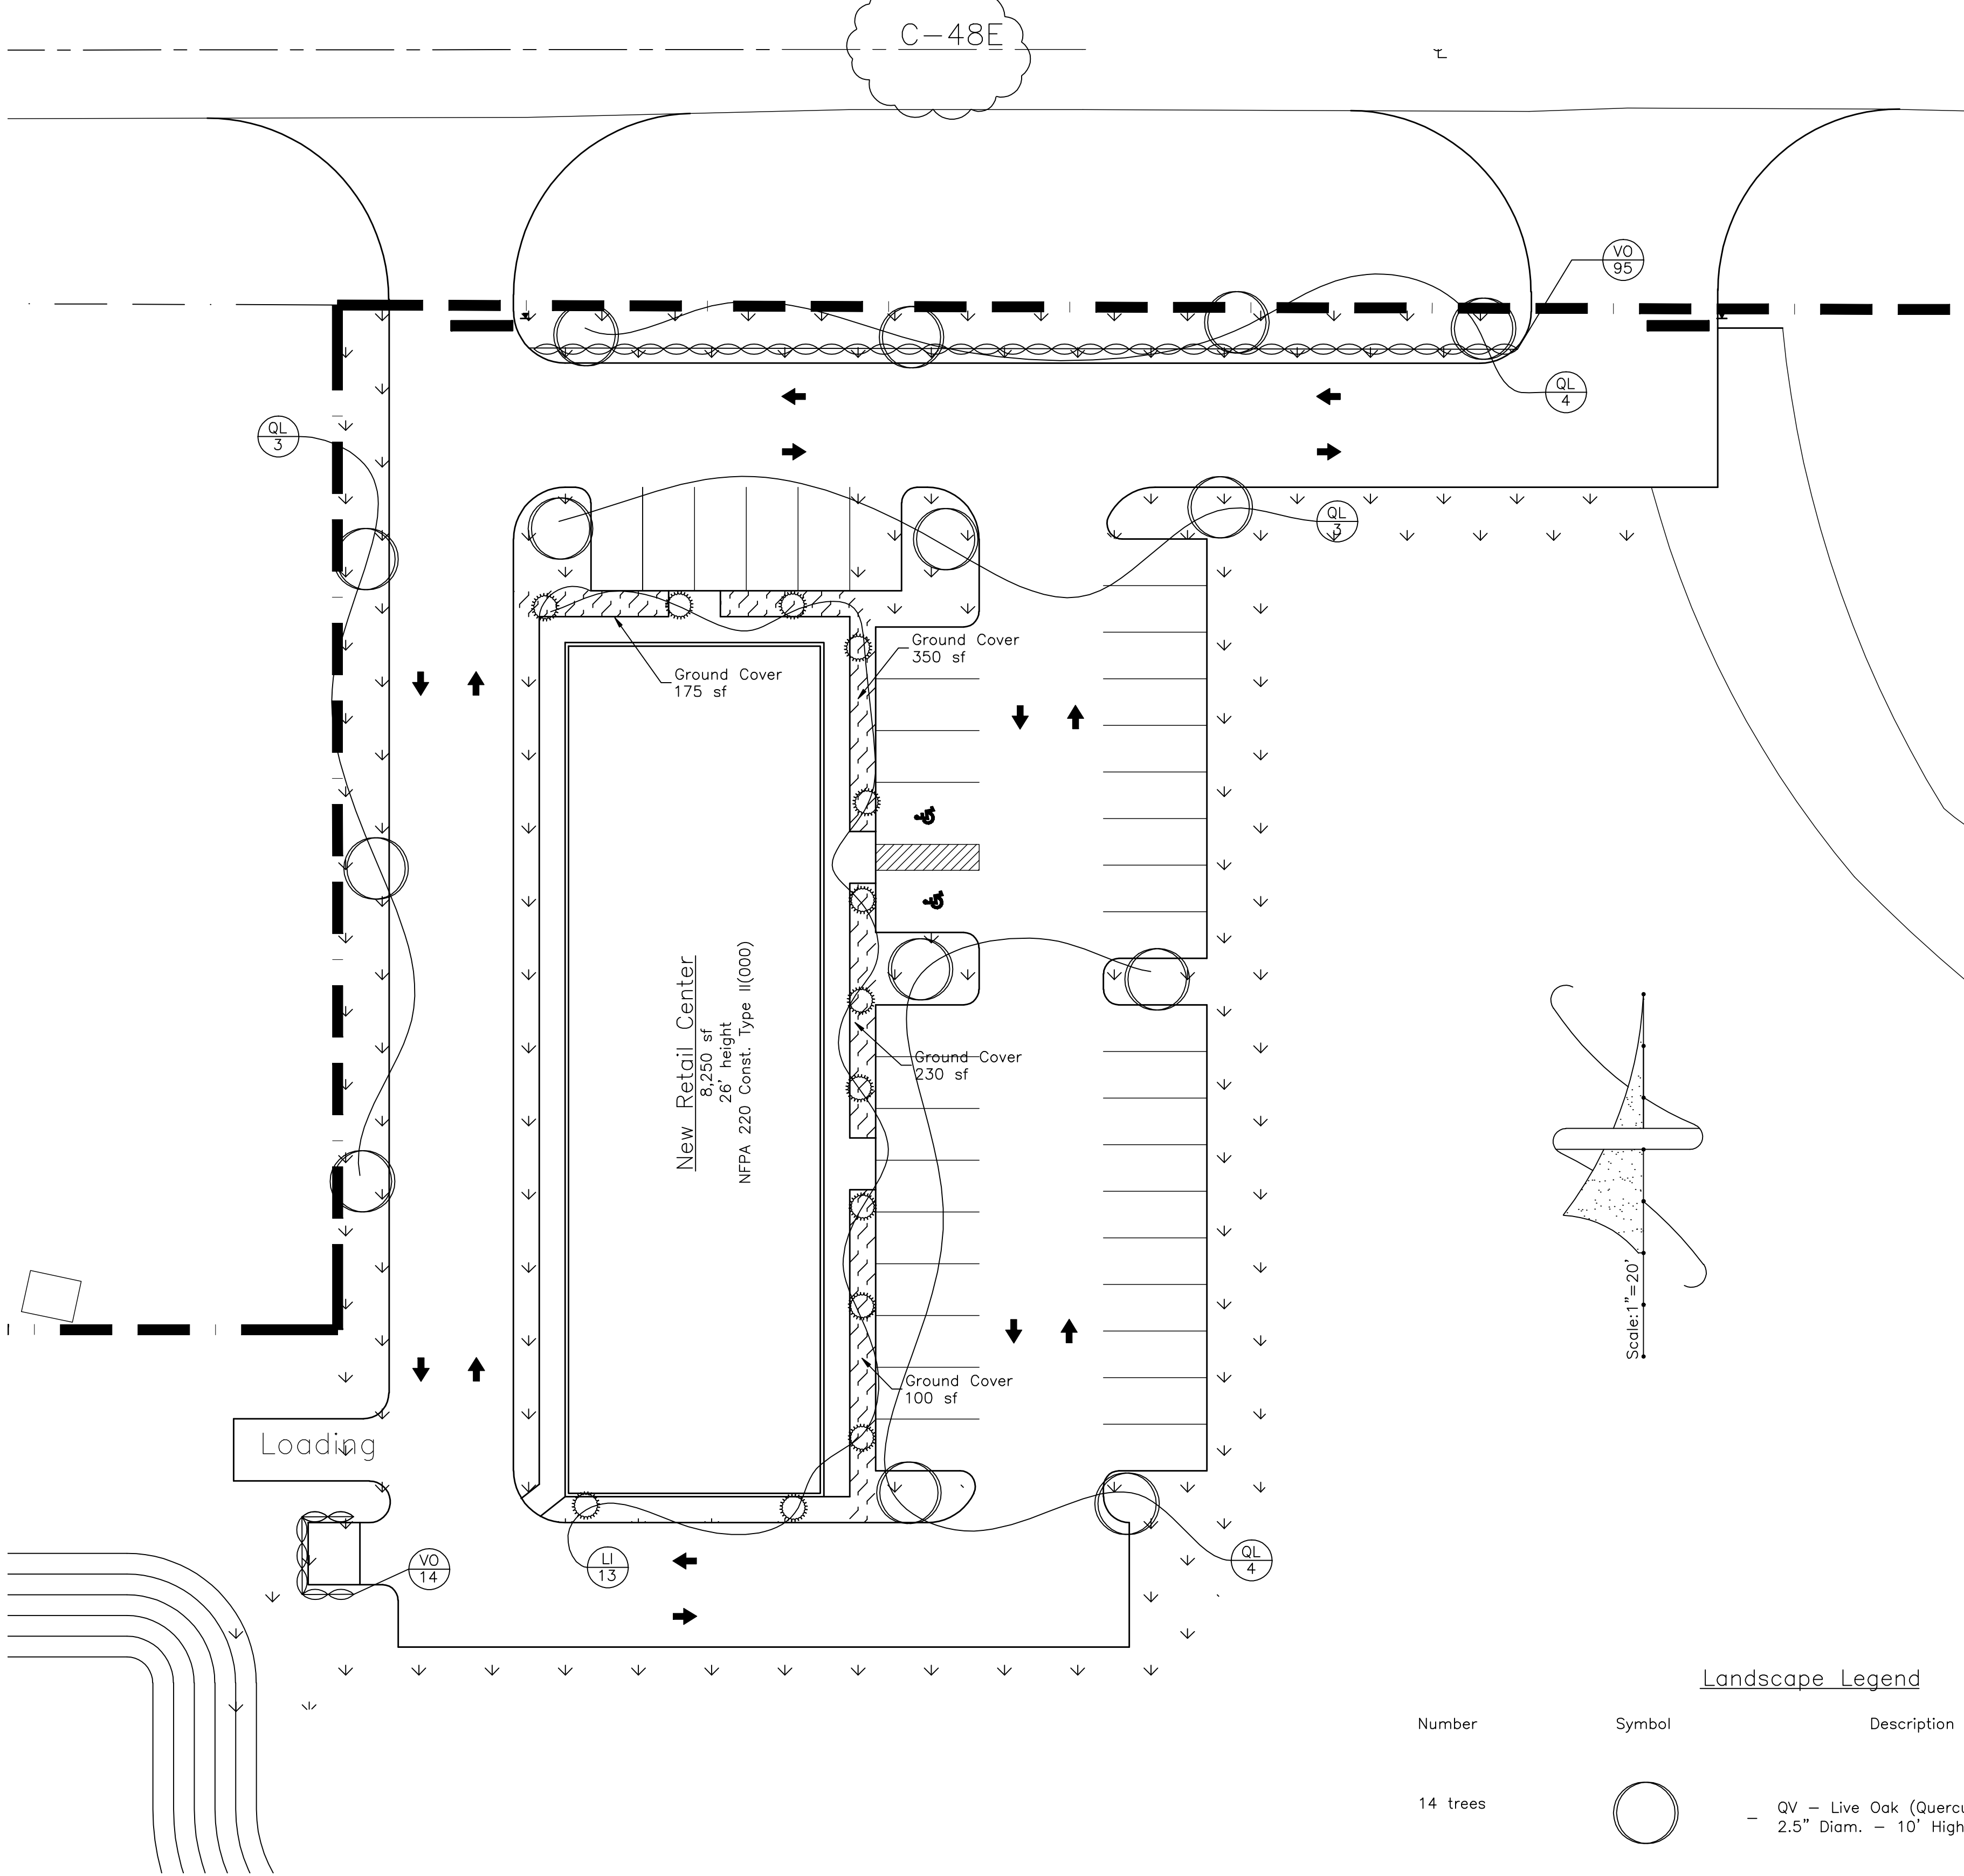 C-48E
VO
95
QL
4
QL
3
QL
3
Ground Cover
350 sf
Ground Cover
175 sf
New Retail Center
8,250 sf
26' height
NFPA 220 Const. Type II(000)
Ground Cover
230 sf
Scale:1"=20'
Ground Cover
100 sf
Loading
VO
14
LI
13
QL
4
Landscape Legend
Number Symbol Description
14 trees
– QV – Live Oak (Quercu
2.5" Diam. – 10' High